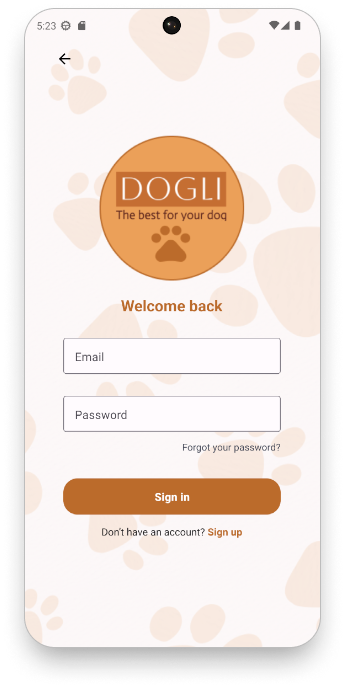 5:23
DOGLI
The best for your dog
Welcome back
Email
Password
Forgot your password?
Sign in
Don't have an account? Sign up